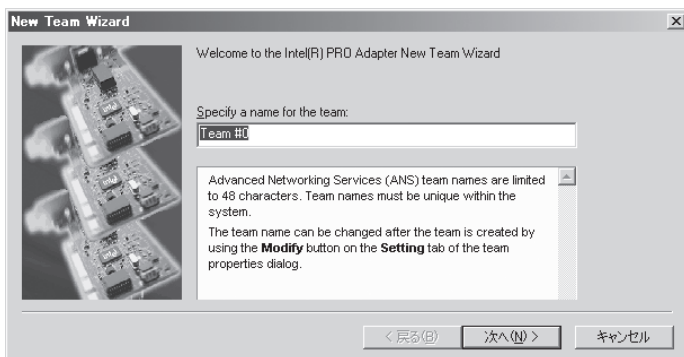 New Team Wizard
Welcome to the Intel(R) PRO Adapter New Team Wizard
Specify a name for the team:
Team #0
Advanced Networking Services (ANS) team names are limited
to 48 characters. Team names must be unique within the
system.
The team name can be changed after the team is created by
using the Modify button on the Setting tab of the team
properties dialog.
< 戻る(B)
次へ(N) >
キャンセル